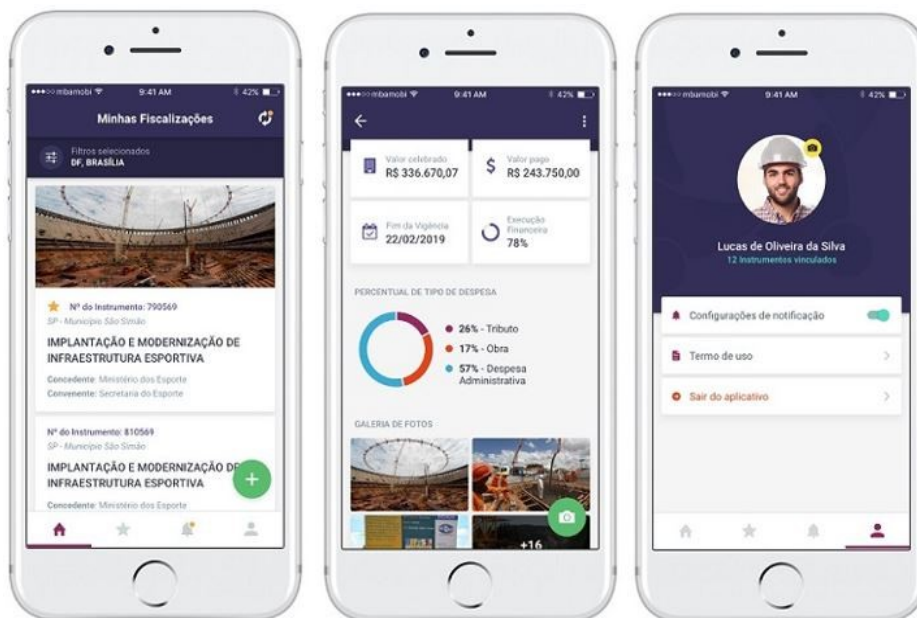 mbamobi
9:41 AM
42%
Minhas Fiscalizações
Filtros selecionados
DF, BRASÍLIA
Nº do Instrumento: 790569
SP - Município São Simão
IMPLANTAÇÃO E MODERNIZAÇÃO DE
INFRAESTRUTURA ESPORTIVA
Concedente: Ministério dos Esporte
Convenente: Secretaria do Esporte
Nº do Instrumento: 810569
SP - Município São Simão
IMPLANTAÇÃO E MODERNIZAÇÃO DE
INFRAESTRUTURA ESPORTIVA
Concedente: Ministério dos Esporte
mbamobi
9:41 AM
42%
Valor celebrado
R$ 336.670,07
Valor pago
R$ 243.750,00
Fim da Vigência
22/02/2019
Execução
Financeira
78%
PERCENTUAL DE TIPO DE DESPESA
26% - Tributo
17% - Obra
57% - Despesa
Administrativa
GALERIA DE FOTOS
+16
mbamobi
9:41 AM
42%
Lucas de Oliveira da Silva
12 Instrumentos vinculados
Configurações de notificação
Termo de uso
Sair do aplicativo